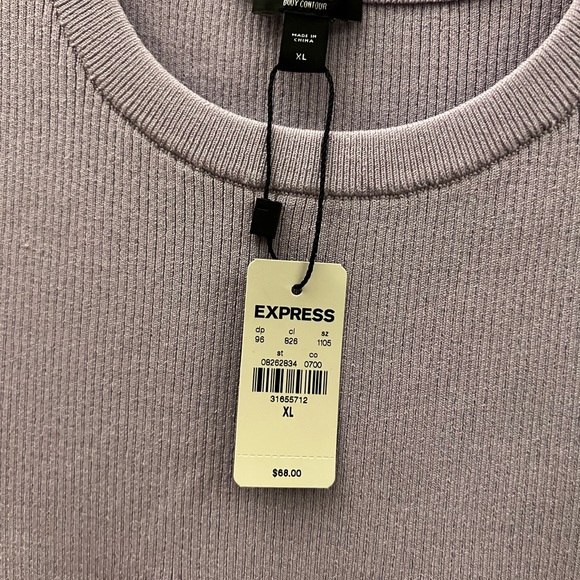 BODY CONTOUR
MADE IN
CHINA
XL
EXPRESS
dp cl sz
96 826 1105
st co
08262834 0700
31655712
XL
$68.00